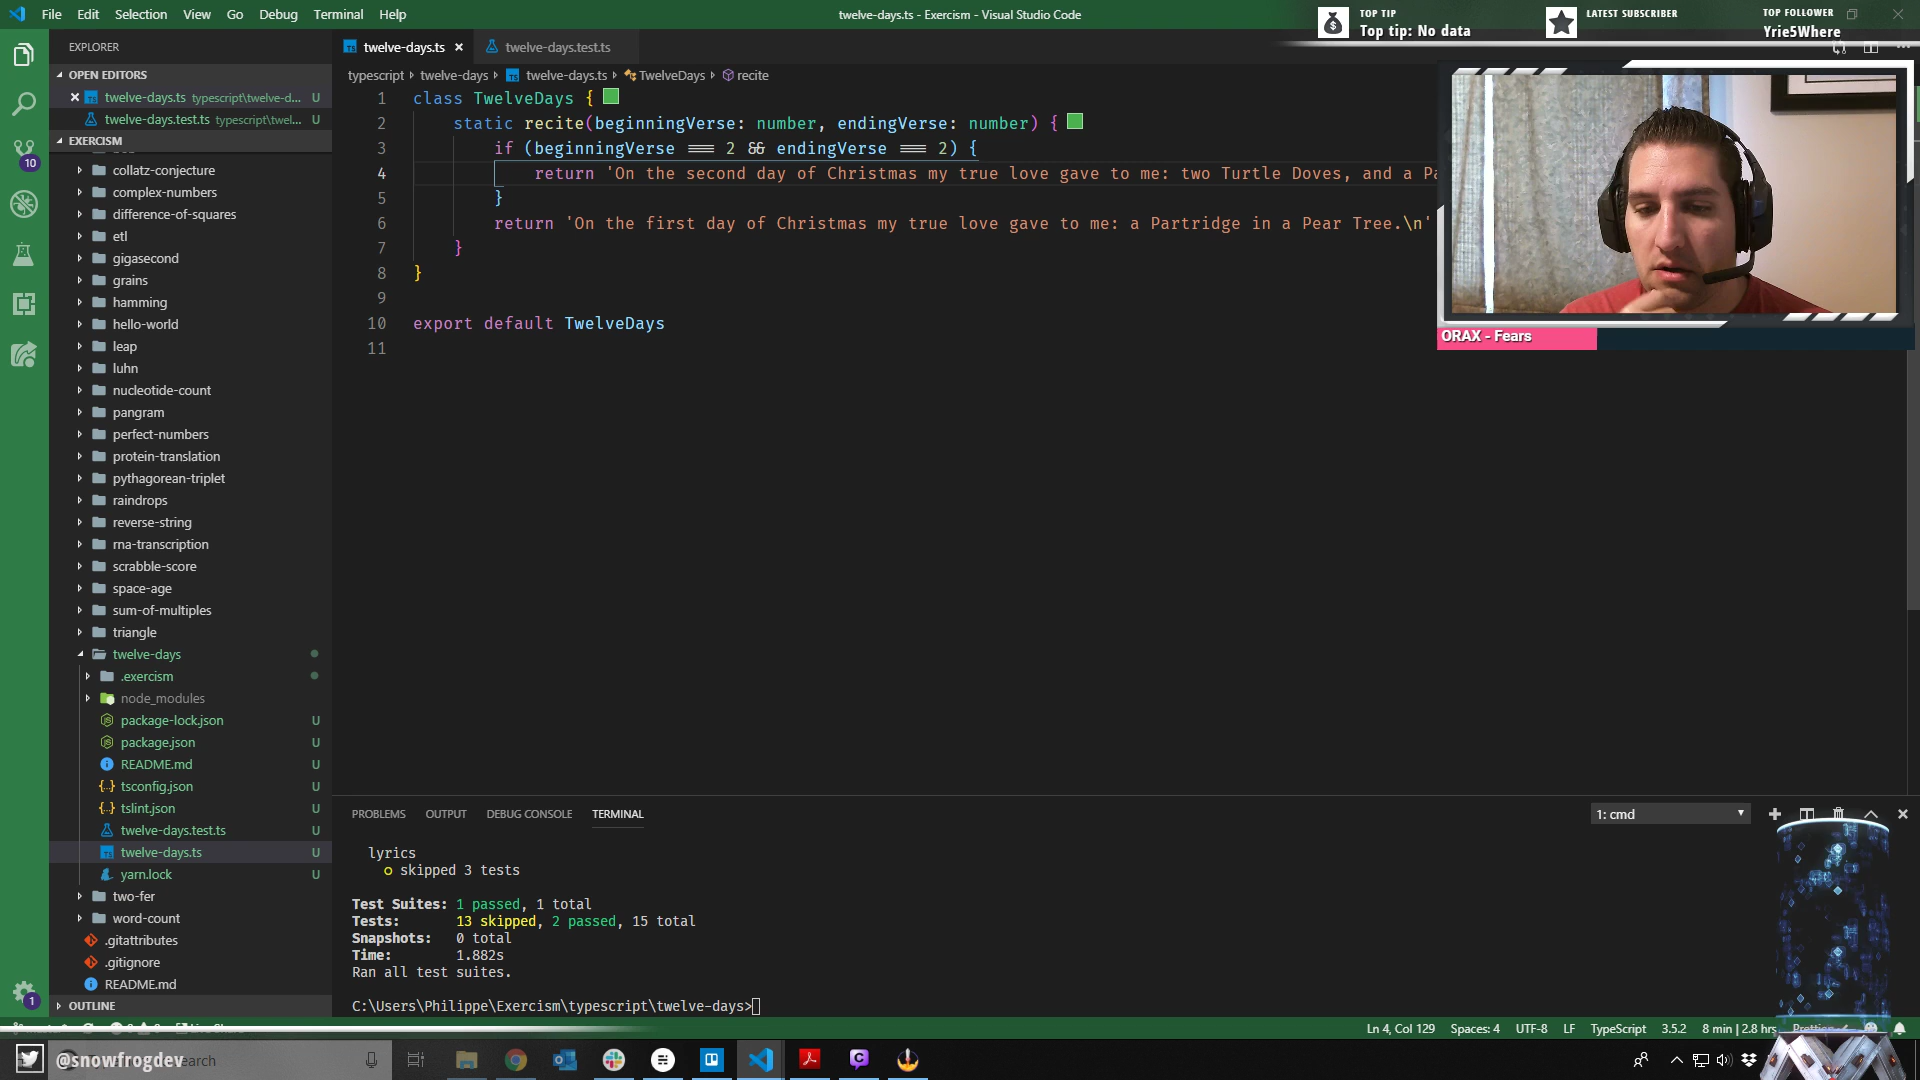 File Edit Selection View Go Debug Terminal Help
twelve-days.ts - Exercism - Visual Studio Code
TOP TIP
Top tip: No data
LATEST SUBSCRIBER
TOP FOLLOWER
Yrie5Where
EXPLORER
OPEN EDITORS
twelve-days.ts typescript\twelve-d... U
twelve-days.test.ts typescript\twel... U
EXERCISM
collatz-conjecture
complex-numbers
difference-of-squares
etl
gigasecond
grains
hamming
hello-world
leap
luhn
nucleotide-count
pangram
perfect-numbers
protein-translation
pythagorean-triplet
raindrops
reverse-string
rna-transcription
scrabble-score
space-age
sum-of-multiples
triangle
twelve-days
.exercism
node_modules
package-lock.json U
package.json U
README.md U
tsconfig.json U
tslint.json U
twelve-days.test.ts U
twelve-days.ts U
yarn.lock U
two-fer
word-count
.gitattributes
.gitignore
README.md
OUTLINE
10
1
twelve-days.ts twelve-days.test.ts
typescript twelve-days twelve-days.ts TwelveDays recite
1 class TwelveDays {
2 static recite(beginningVerse: number, endingVerse: number) {
3 if (beginningVerse === 2 && endingVerse === 2) {
4 return 'On the second day of Christmas my true love gave to me: two Turtle Doves, and a Pa
5 }
6 return 'On the first day of Christmas my true love gave to me: a Partridge in a Pear Tree.\n'
7 }
8 }
9
10 export default TwelveDays
11
ORAX - Fears
PROBLEMS OUTPUT DEBUG CONSOLE TERMINAL
1: cmd
lyrics
skipped 3 tests
Test Suites: 1 passed, 1 total
Tests: 13 skipped, 2 passed, 15 total
Snapshots: 0 total
Time: 1.882s
Ran all test suites.
C:\Users\Philippe\Exercism\typescript\twelve-days>
Ln 4, Col 129 Spaces: 4 UTF-8 LF TypeScript 3.5.2 8 min | 2.8 hrs Prettier
@snowfrogdev